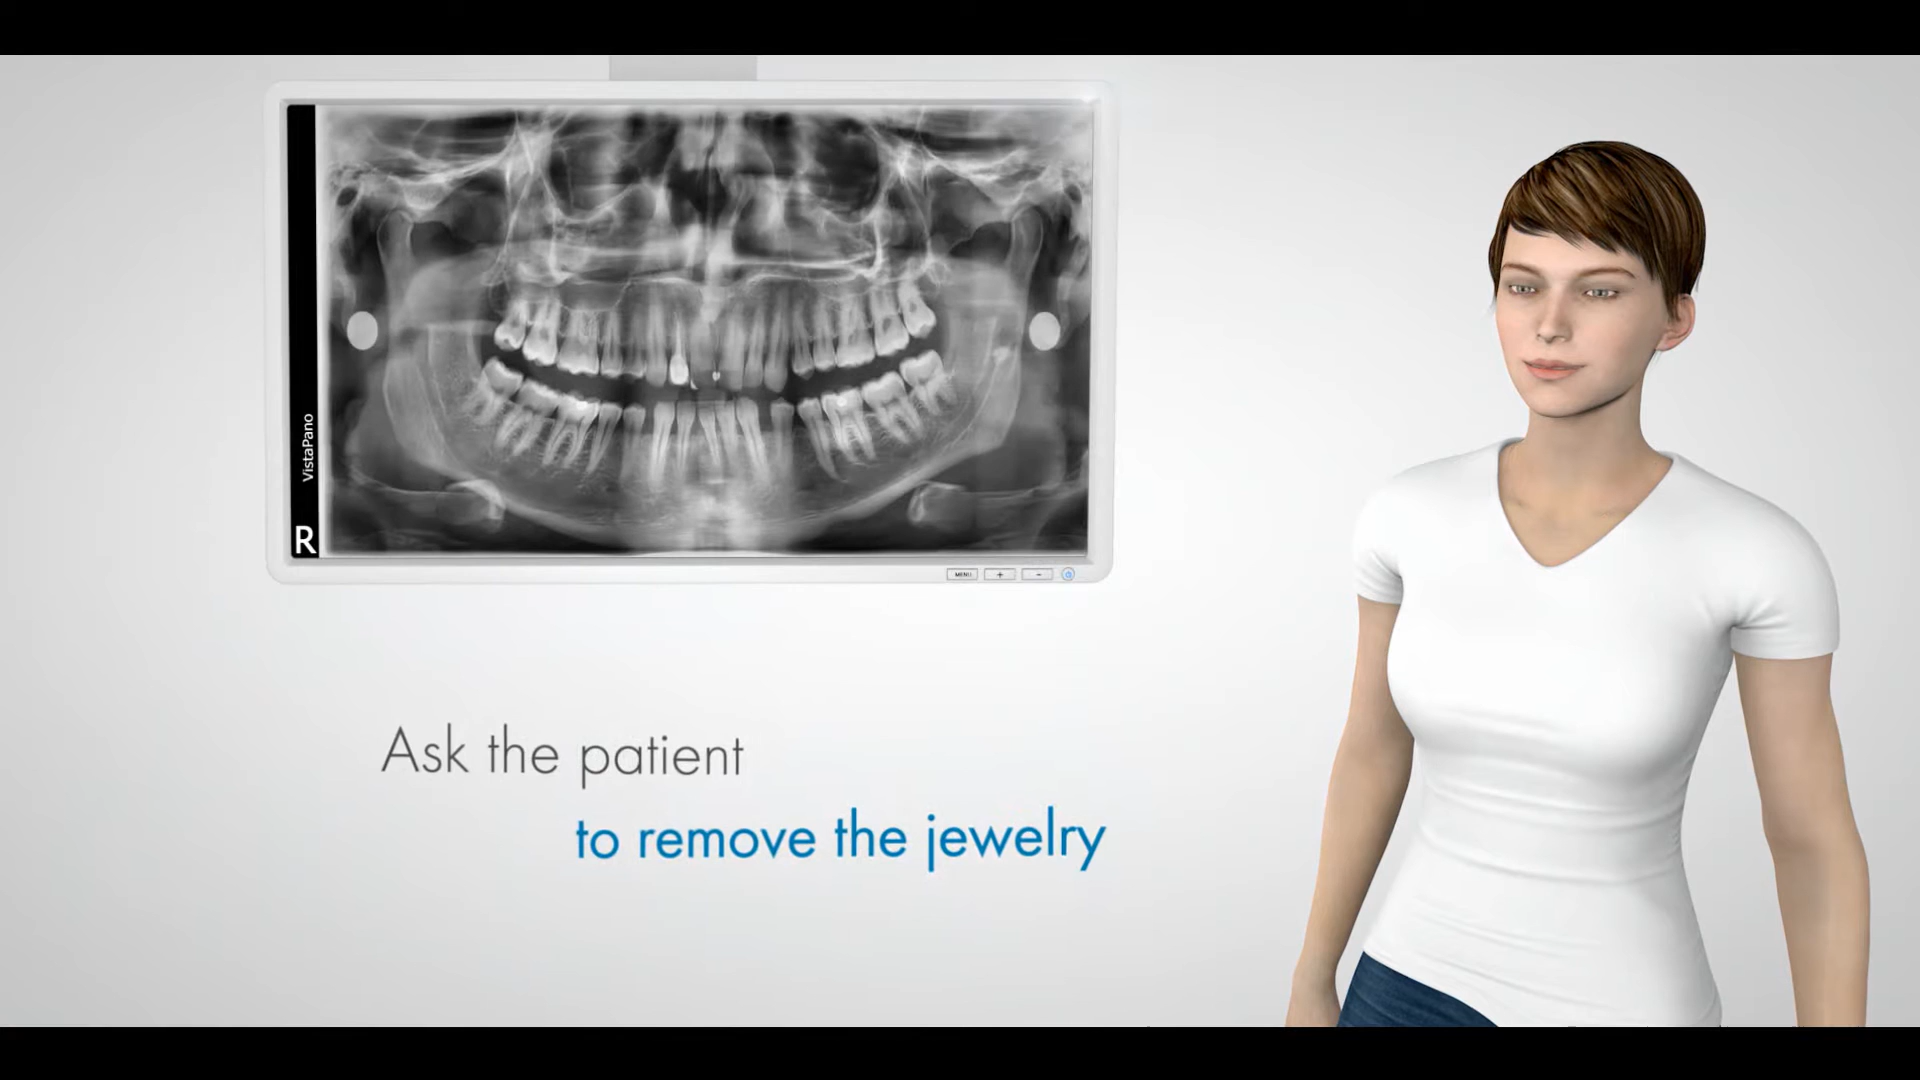 VistaPano
R
MENU
+
-
Ask the patient
to remove the jewelry